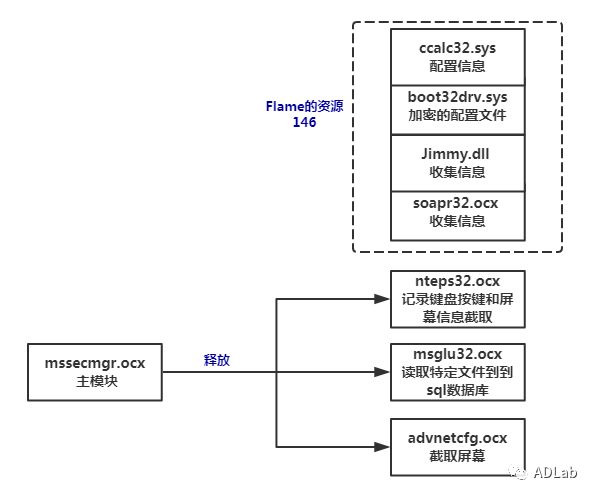 ccalc32.sys
配置信息
Flame的资源
146
boot32drv.sys
加密的配置文件
Jimmy.dll
收集信息
soapr32.ocx
收集信息
nteps32.ocx
记录键盘按键和屏
幕信息截取
mssecmgr.ocx
主模块
释放
msglu32.ocx
读取特定文件到到
sql数据库
advnetcfg.ocx
截取屏幕
ADLab